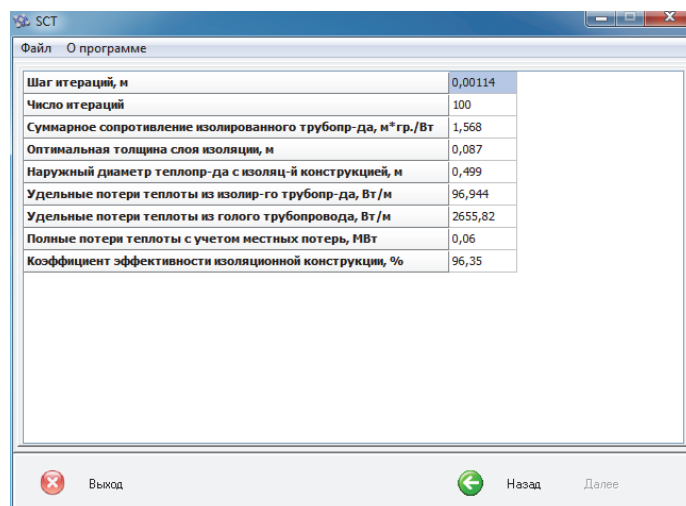 SCT
Файл О программе
Шаг итераций, м 0,00114
Число итераций 100
Суммарное сопротивление изолированного трубопр-да, м*гр./Вт 1,568
Оптимальная толщина слоя изоляции, м 0,087
Наружный диаметр теплопр-да с изоляц-й конструкцией, м 0,499
Удельные потери теплоты из изолир-го трубопр-да, Вт/м 96,944
Удельные потери теплоты из голого трубопровода, Вт/м 2655,82
Полные потери теплоты с учетом местных потерь, МВт 0,06
Коэффициент эффективности изоляционной конструкции, % 96,35
Выход Назад Далее